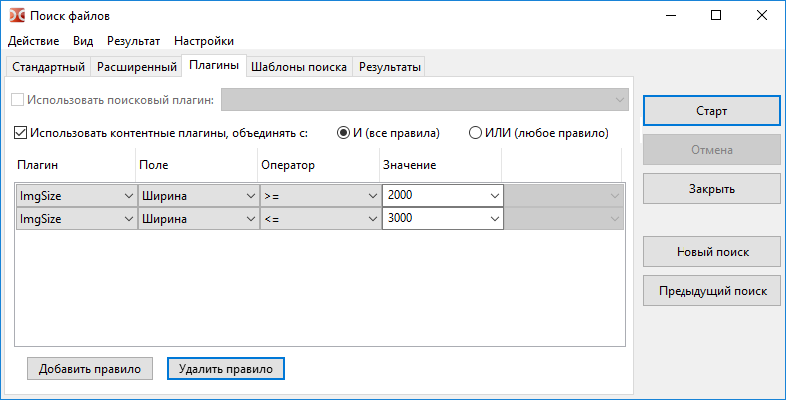 Поиск файлов
Действие Вид Результат Настройки
Стандартный Расширенный Плагины Шаблоны поиска Результаты
Использовать поисковый плагин:
Использовать контентные плагины, объединять с: И (все правила) ИЛИ (любое правило)
Плагин Поле Оператор Значение
ImgSize Ширина >= 2000
ImgSize Ширина <= 3000
Добавить правило Удалить правило
Старт
Отмена
Закрыть
Новый поиск
Предыдущий поиск